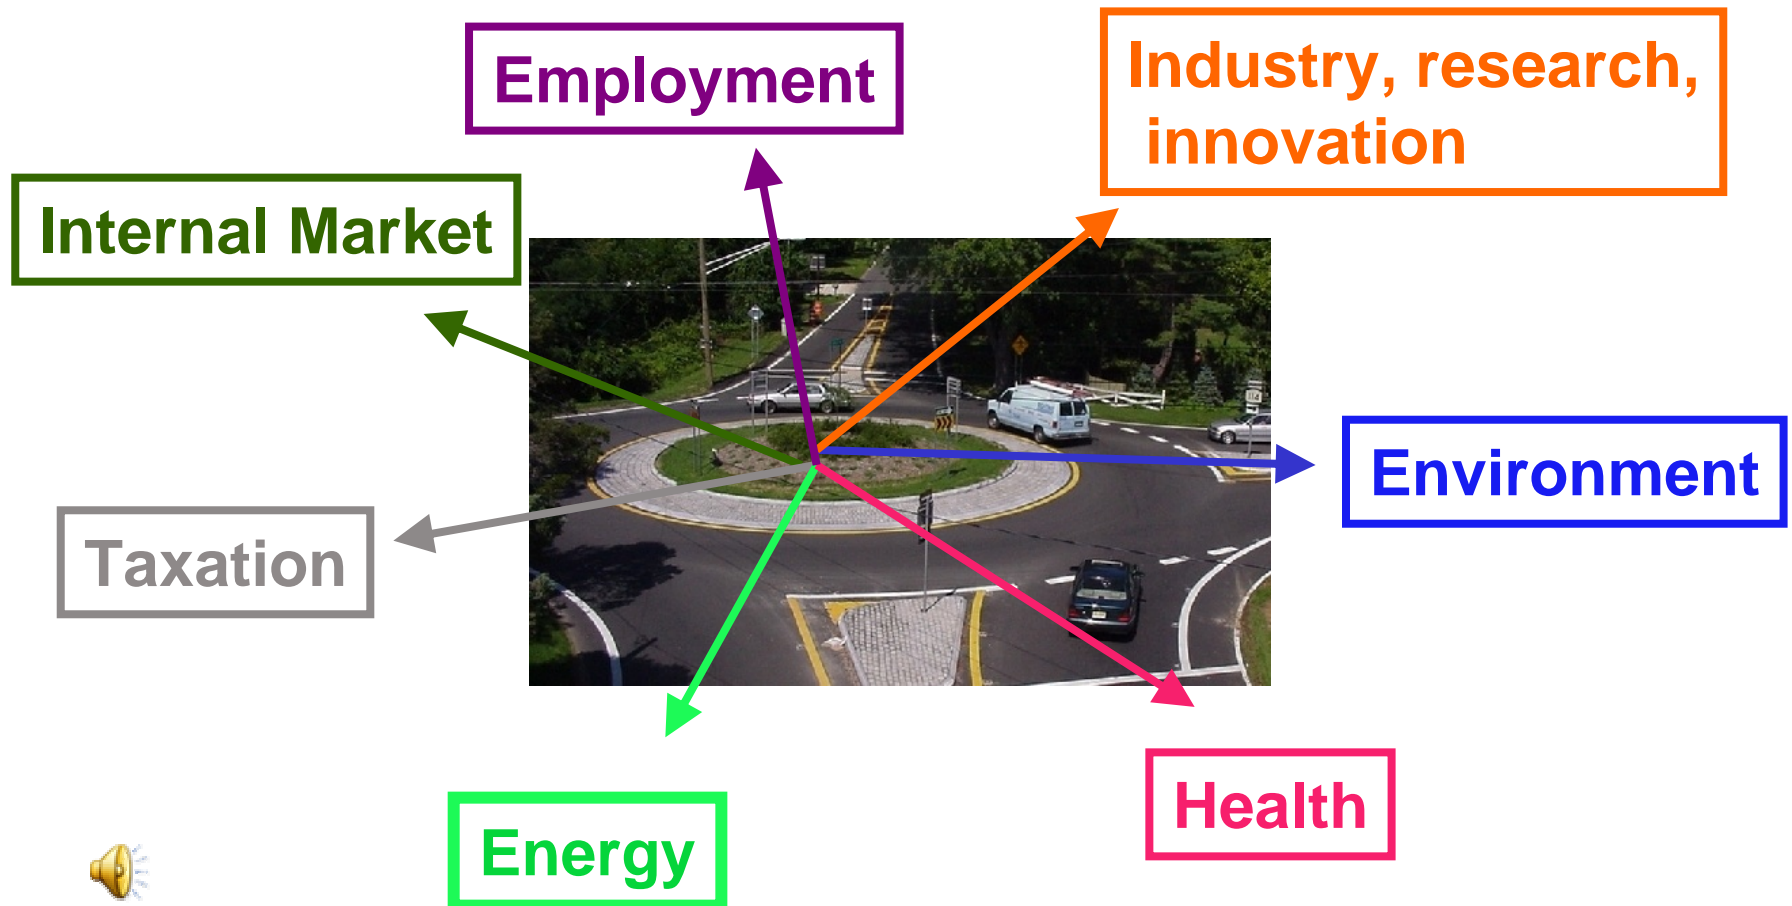 Employment
Industry, research,
innovation
Internal Market
Environment
Taxation
Health
Energy